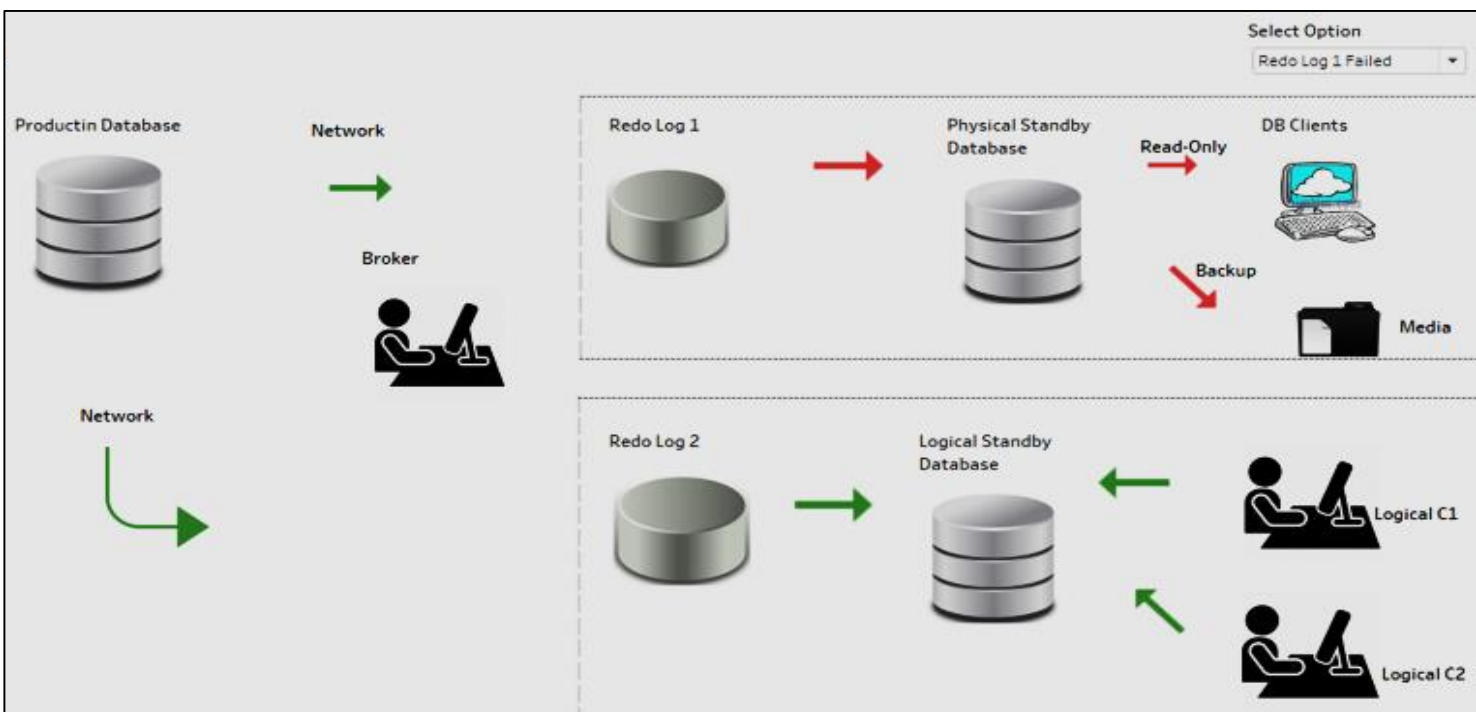 Select Option
Redo Log 1 Failed
Productin Database
Network
Redo Log 1
Physical Standby
Database
Read-Only
DB Clients
Broker
Backup
Media
Network
Redo Log 2
Logical Standby
Database
Logical C1
Logical C2